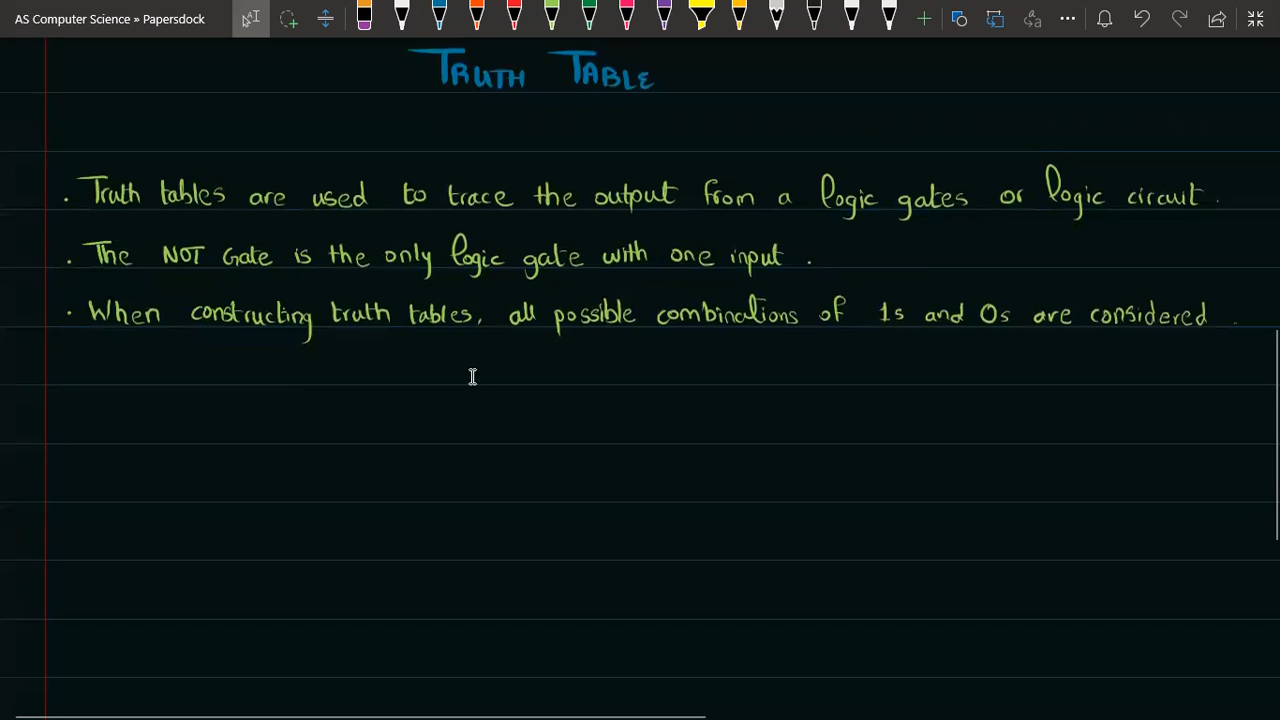 AS Computer Science » Papersdock
TRUTH TABLE
. Truth tables are used to trace the output from a logic gates or logic circuit.
. The NOT Gate is the only logic gate with one input.
. When constructing truth tables, all possible combinations of 1s and 0s are considered.